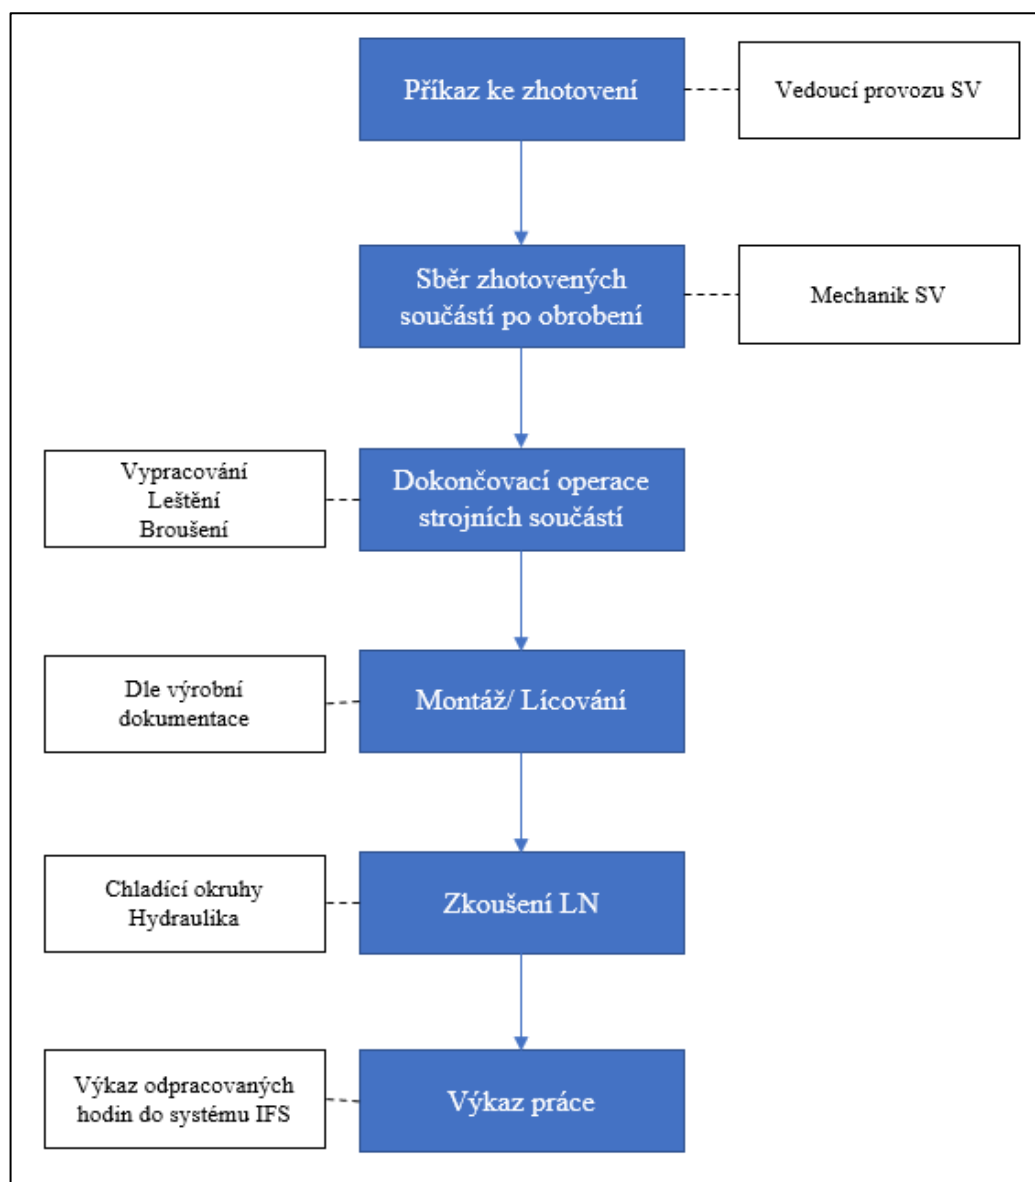 Příkaz ke zhotovení
Vedoucí provozu SV
Sběr zhotovených
součástí po obrobení
Mechanik SV
Vypracování
Leštění
Broušení
Dokončovací operace
strojních součástí
Dle výrobní
dokumentace
Montáž/ Lícování
Chladící okruhy
Hydraulika
Zkoušení LN
Výkaz odpracovaných
hodin do systému IFS
Výkaz práce